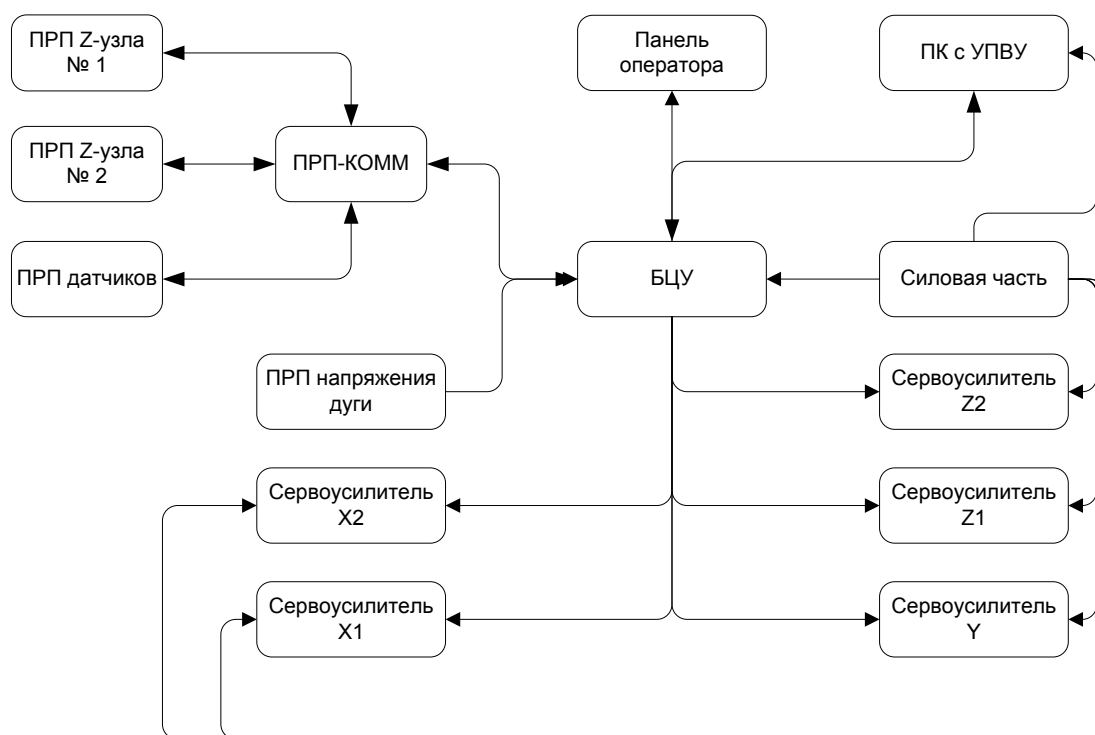 ПРП Z-узла
№ 1
Панель
оператора
ПК с УПВУ
ПРП Z-узла
№ 2
ПРП-КОММ
ПРП датчиков
БЦУ
Силовая часть
ПРП напряжения
дуги
Сервоусилитель
Z2
Сервоусилитель
X2
Сервоусилитель
Z1
Сервоусилитель
X1
Сервоусилитель
Y